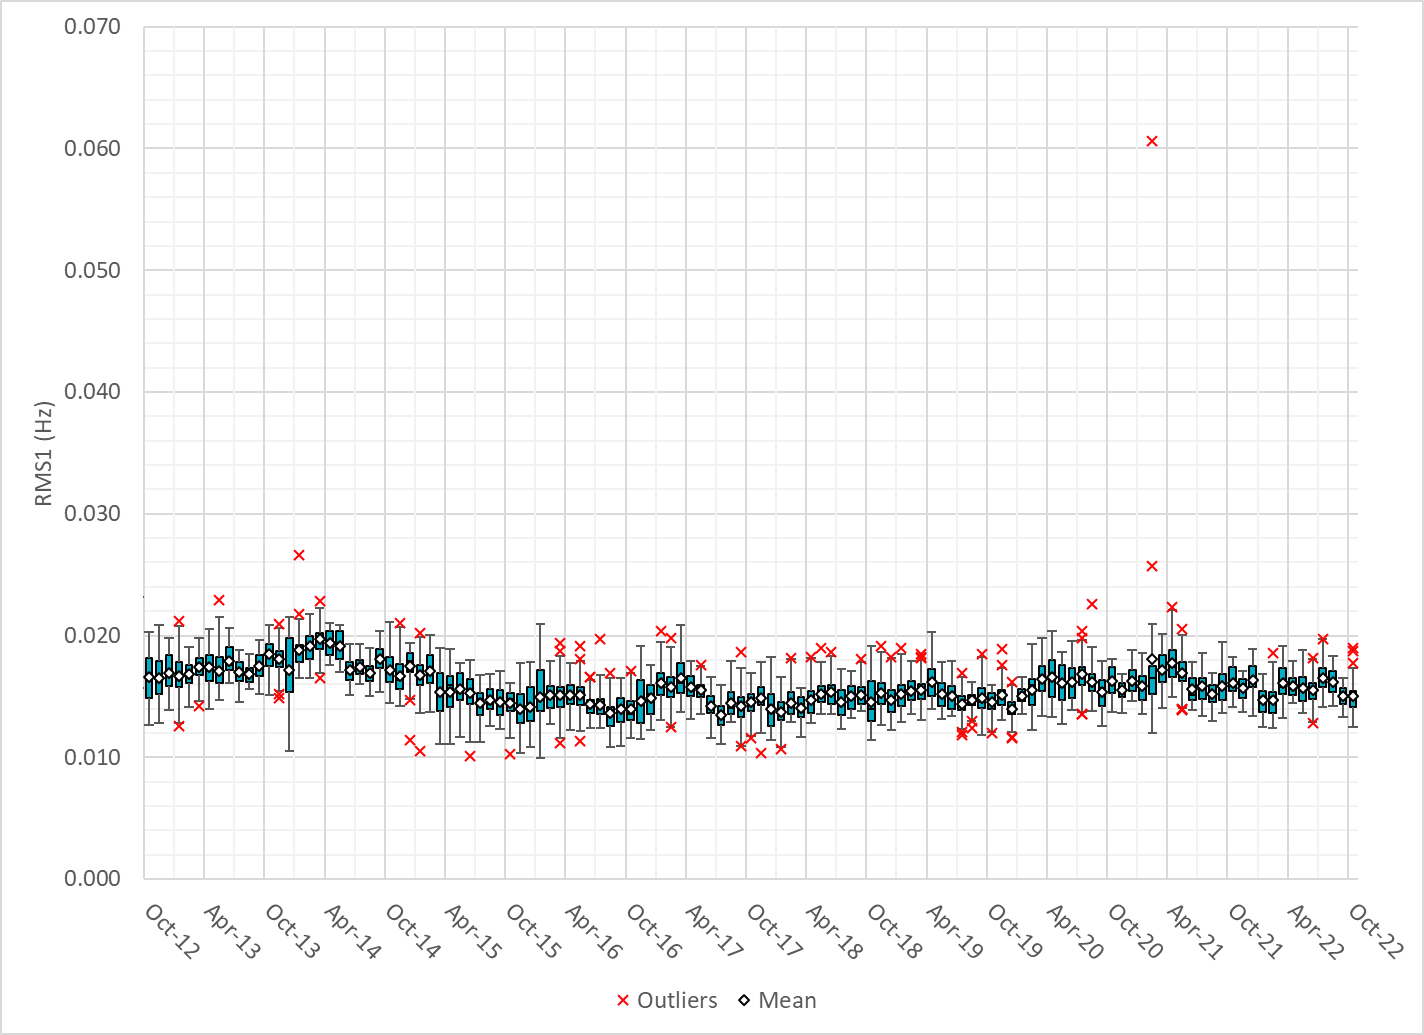 0.070
0.060
0.050
0.040
0.030
0.020
0.010
0.000
RMS1 (Hz)
Oct-12
Apr-13
Oct-13
Apr-14
Oct-14
Apr-15
Oct-15
Apr-16
Oct-16
Apr-17
Oct-17
Apr-18
Oct-18
Apr-19
Oct-19
Apr-20
Oct-20
Apr-21
Oct-21
Apr-22
Oct-22
Outliers Mean